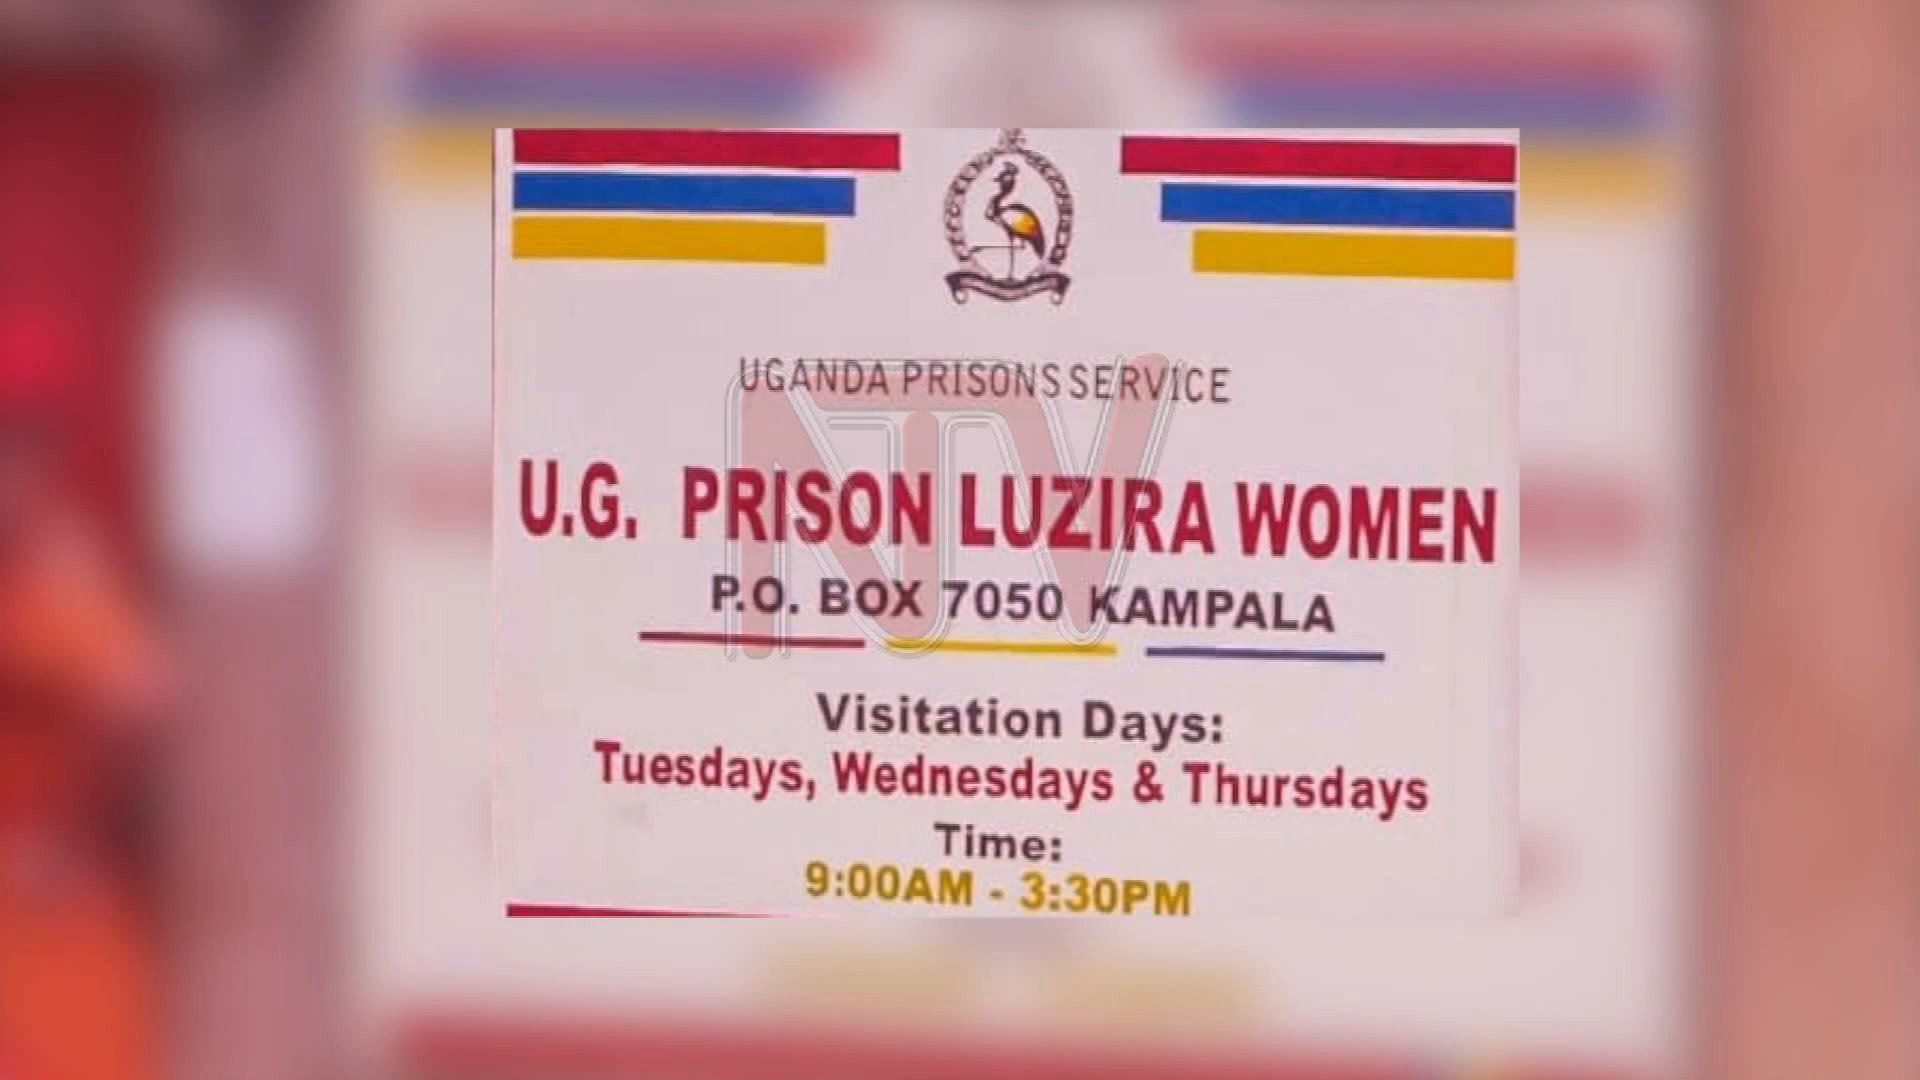 UGANDA PRISONS SERVICE
U.G. PRISON LUZIRA WOMEN
P.O. BOX 7050 KAMPALA
Visitation Days:
Tuesdays, Wednesdays & Thursdays
Time:
9:00AM - 3:30PM
NTV